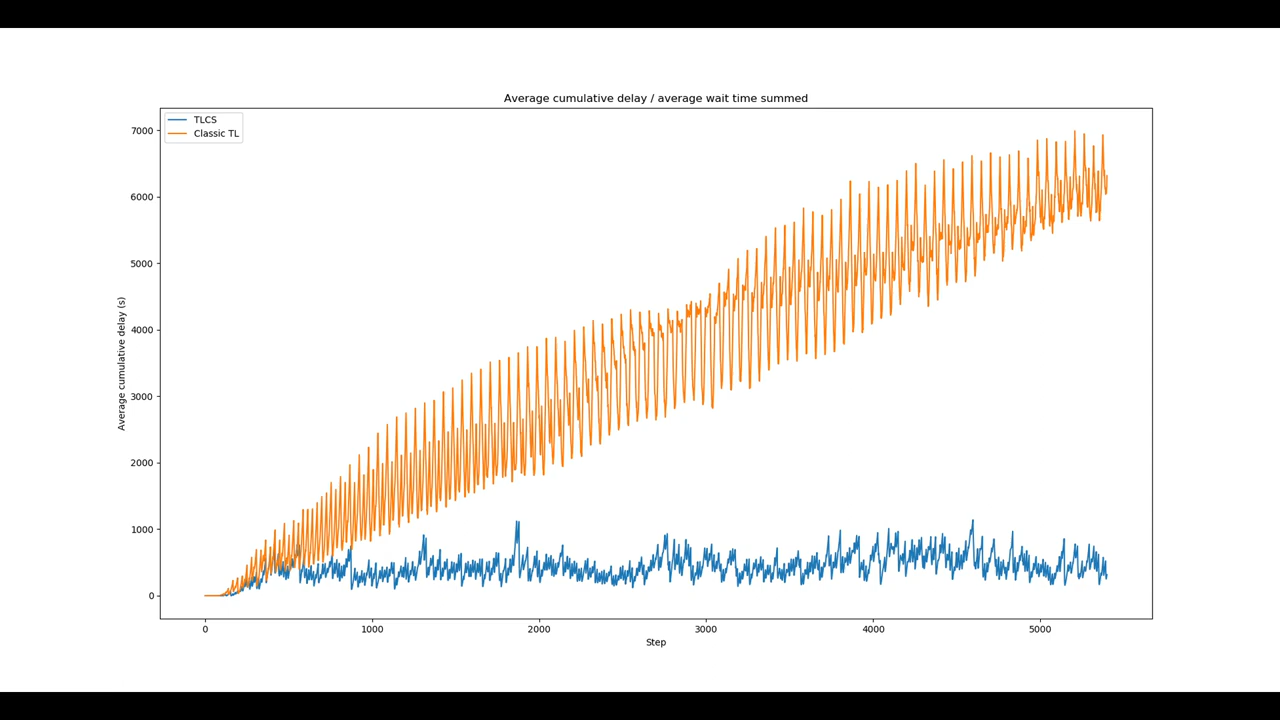 Average cumulative delay / average wait time summed
TLCS
Classic TL
7000
6000
5000
4000
3000
2000
1000
0
Average cumulative delay (s)
0 1000 2000 3000 4000 5000
Step